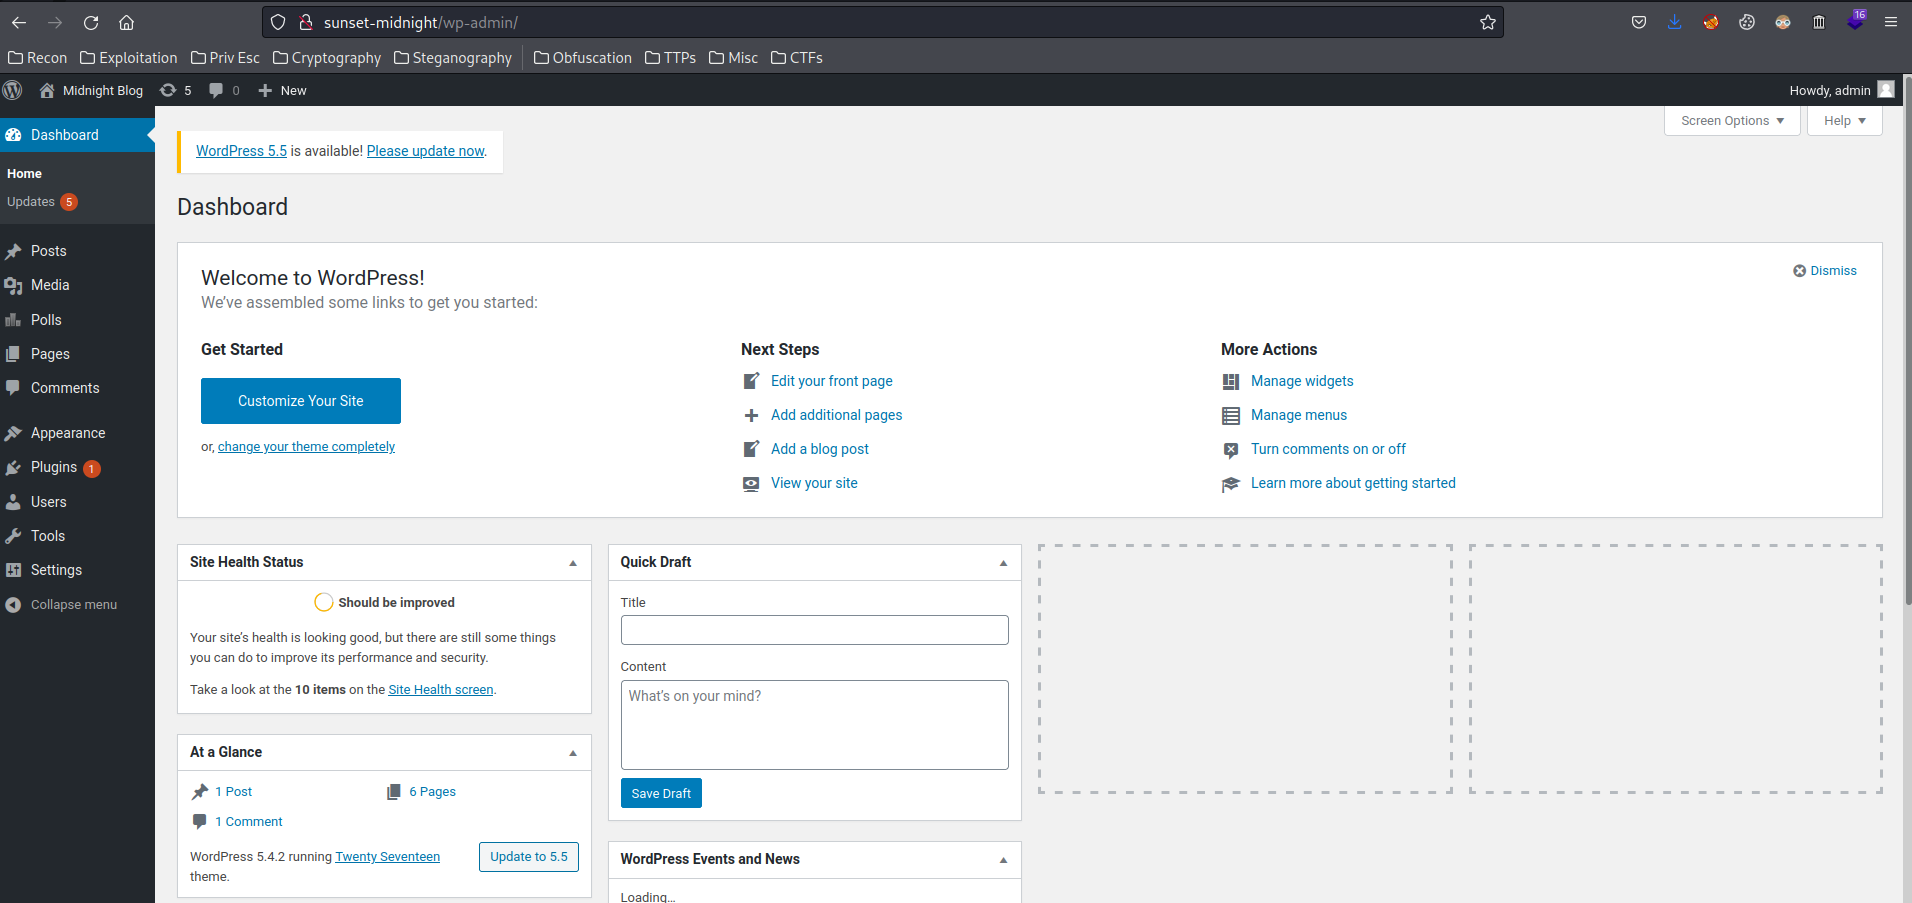 sunset-midnight/wp-admin/
16
Recon Exploitation Priv Esc Cryptography Steganography Obfuscation TTPs Misc CTFs
Midnight Blog 5 0 New Howdy, admin
Dashboard
Home
Updates 5
Posts
Media
Polls
Pages
Comments
Appearance
Plugins 1
Users
Tools
Settings
Collapse menu
Screen Options Help
WordPress 5.5 is available! Please update now.
Dashboard
Welcome to WordPress!
We’ve assembled some links to get you started:
Dismiss
Get Started
Customize Your Site
or, change your theme completely
Next Steps
Edit your front page
Add additional pages
Add a blog post
View your site
More Actions
Manage widgets
Manage menus
Turn comments on or off
Learn more about getting started
Site Health Status
Should be improved
Your site’s health is looking good, but there are still some things
you can do to improve its performance and security.
Take a look at the 10 items on the Site Health screen.
At a Glance
1 Post 6 Pages
1 Comment
WordPress 5.4.2 running Twenty Seventeen
theme.
Update to 5.5
Quick Draft
Title
Content
What’s on your mind?
Save Draft
WordPress Events and News
Loading…